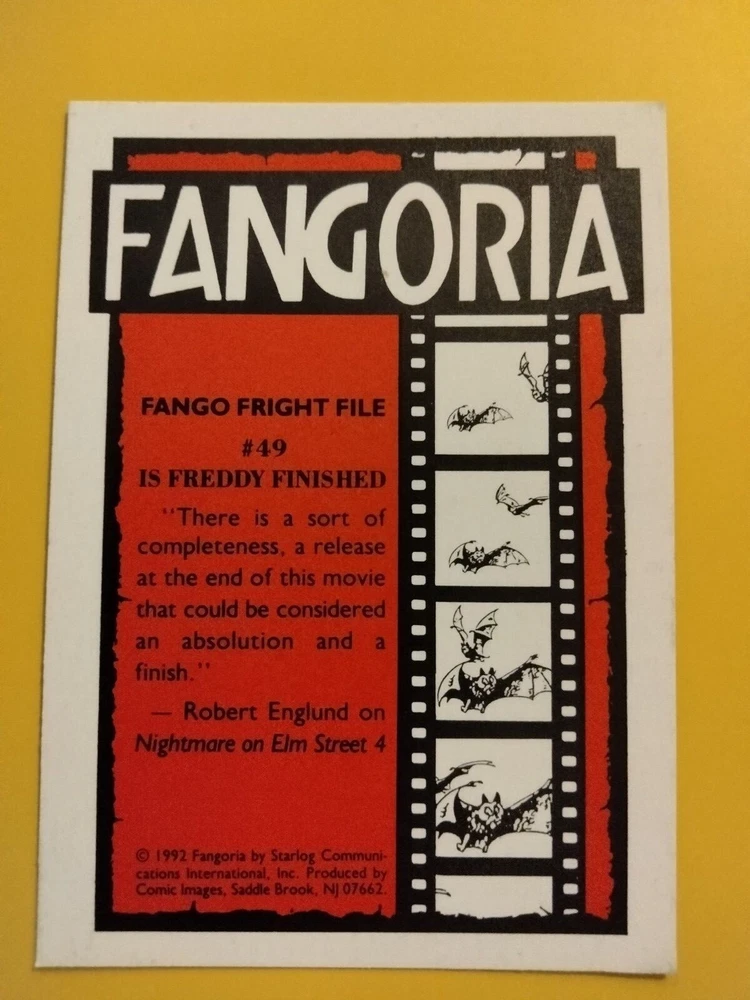 FANGORIA
FANGO FRIGHT FILE
#49
IS FREDDY FINISHED
"There is a sort of
completeness, a release
at the end of this movie
that could be considered
an absolution and a
finish."
— Robert Englund on
Nightmare on Elm Street 4
© 1992 Fangoria by Starlog Communi-
cations International, Inc. Produced by
Comic Images, Saddle Brook, NJ 07662.